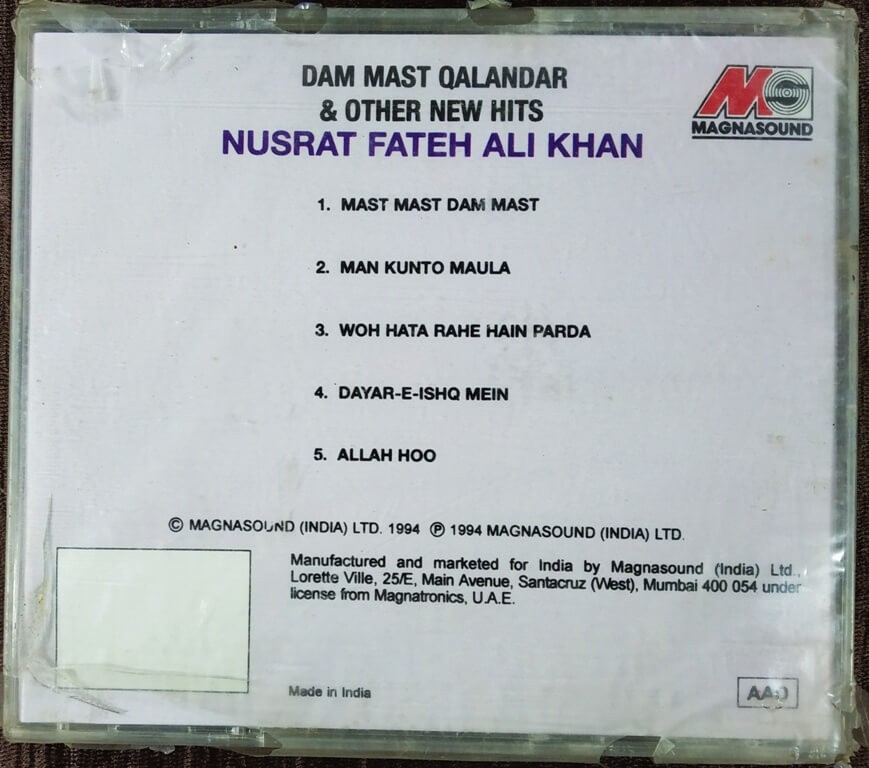 DAM MAST QALANDAR
& OTHER NEW HITS
NUSRAT FATEH ALI KHAN
MAGNASOUND
1. MAST MAST DAM MAST
2. MAN KUNTO MAULA
3. WOH HATA RAHE HAIN PARDA
4. DAYAR-E-ISHQ MEIN
5. ALLAH HOO
© MAGNASOUND (INDIA) LTD. 1994 ℗ 1994 MAGNASOUND (INDIA) LTD.
Manufactured and marketed for India by Magnasound (India) Ltd.,
Lorette Ville, 25/E, Main Avenue, Santacruz (West), Mumbai 400 054 under
license from Magnatronics, U.A.E.
Made in India